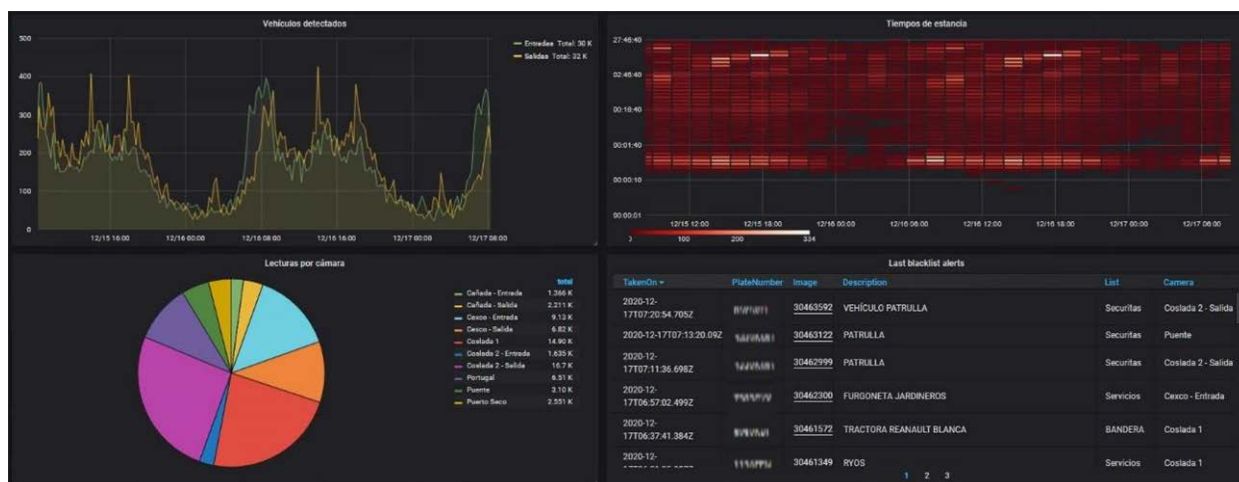 Vehículos detectados
500
400
300
200
100
0
12/15 16:00
12/16 00:00
12/16 08:00
12/16 16:00
12/17 00:00
12/17 08:00
Entradas Total: 30 K
Salidas Total: 32 K
Tiempos de estancia
27:46:40
02:46:40
00:16:40
00:01:40
00:00:10
00:00:01
12/15 12:00
12/15 18:00
12/16 00:00
12/16 06:00
12/16 12:00
12/16 18:00
12/17 00:00
12/17 06:00
100
200
334
Lecturas por cámara
total
Cañada - Entrada 1.366 K
Cañada - Salida 2.211 K
Cexco - Entrada 9.13 K
Cexco - Salida 6.82 K
Coslada 1 14.90 K
Coslada 2 - Entrada 1.635 K
Coslada 2 - Salida 16.7 K
Portugal 6.51 K
Puente 3.10 K
Puerto Seco 2.551 K
Last blacklist alerts
TakenOn PlateNumber Image Description List Camera
2020-12-
17T07:20:54.705Z 30463592 VEHÍCULO PATRULLA Securitas Coslada 2 - Salida
2020-12-17T07:13:20.09Z 30463122 PATRULLA Securitas Puente
2020-12-
17T07:11:36.698Z 30462999 PATRULLA Securitas Coslada 2 - Salida
2020-12-
17T06:57:02.499Z 30462300 FURGONETA JARDINEROS Servicios Cexco - Entrada
2020-12-
17T06:37:41.384Z 30461572 TRACTORA REANAULT BLANCA BANDERA Coslada 1
2020-12-
30461349 RYOS Servicios Coslada 1
1 2 3